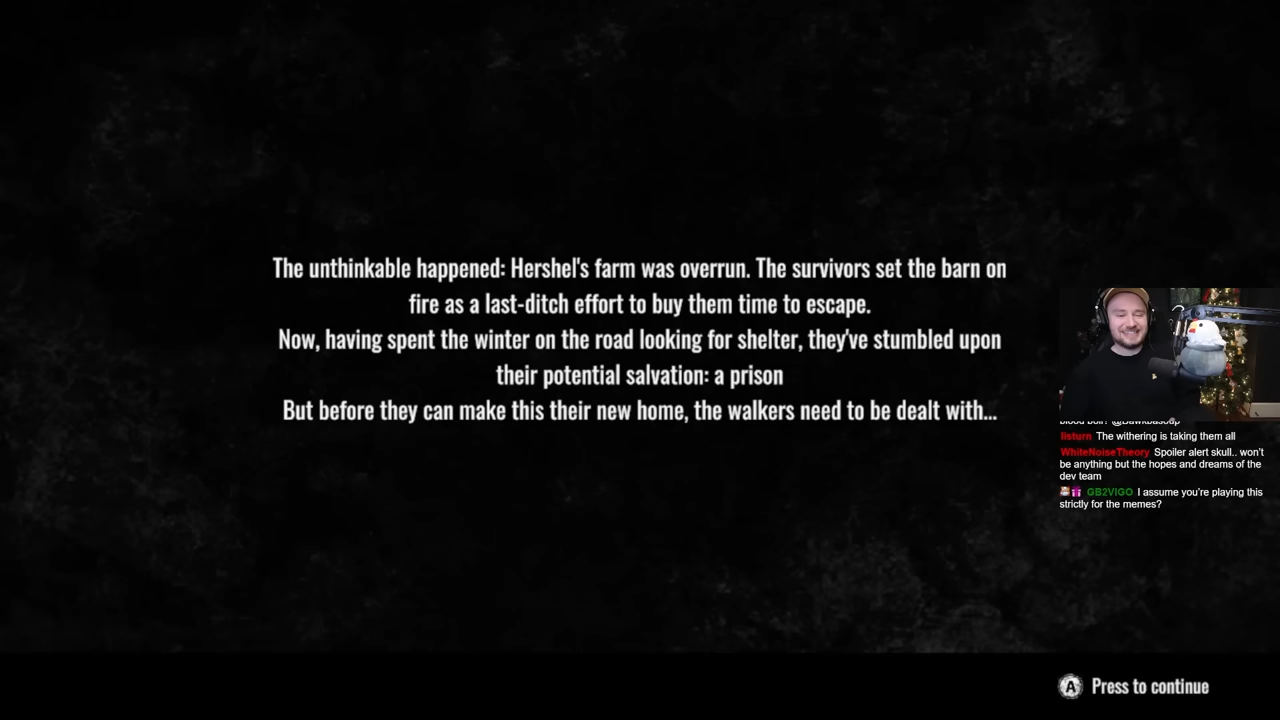 The unthinkable happened: Hershel's farm was overrun. The survivors set the barn on
fire as a last-ditch effort to buy them time to escape.
Now, having spent the winter on the road looking for shelter, they've stumbled upon
their potential salvation: a prison
But before they can make this their new home, the walkers need to be dealt with...
listurn The withering is taking them all
WhiteNoiseTheory Spoiler alert skull.. won't
be anything but the hopes and dreams of the
dev team
GB2VIGO I assume you're playing this
strictly for the memes?
A Press to continue